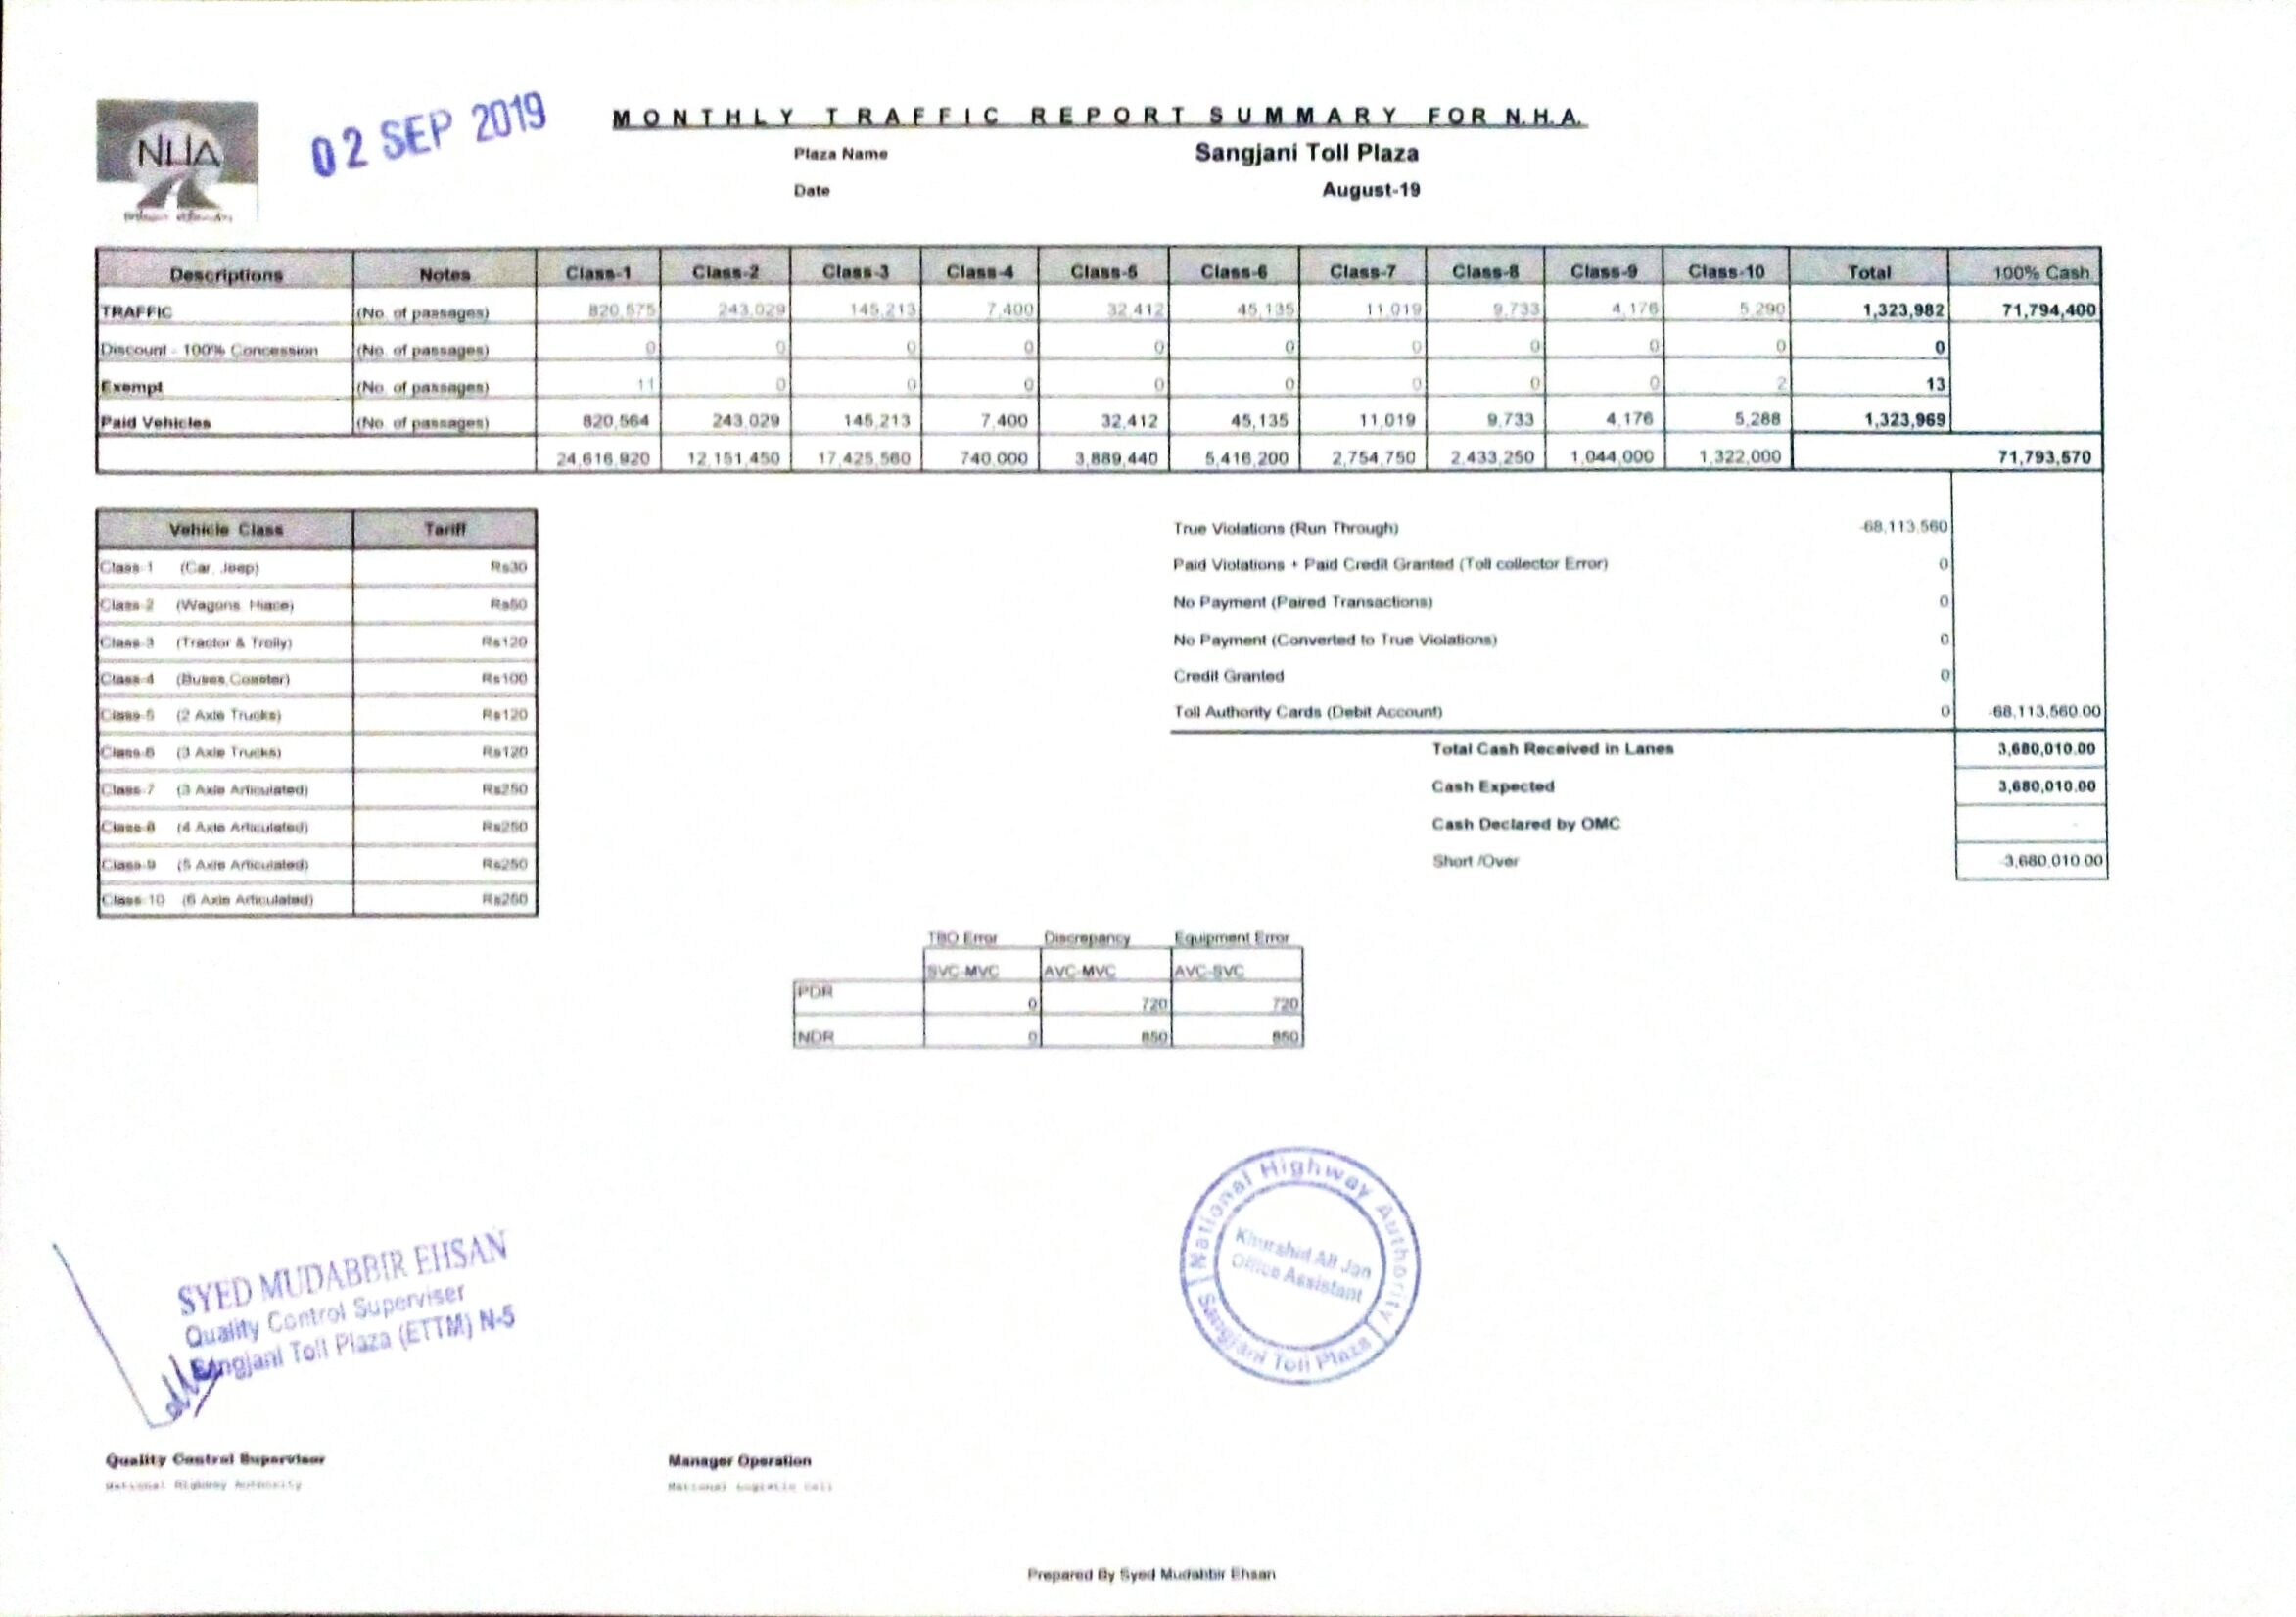 NHA
02 SEP 2019
MONTHLY TRAFFIC REPORT SUMMARY FOR N.H.A.
Plaza Name Sangjani Toll Plaza
Date August-19
Descriptions Notes Class-1 Class-2 Class-3 Class-4 Class-5 Class-6 Class-7 Class-8 Class-9 Class-10 Total 100% Cash
TRAFFIC (No. of passages) 820,575 243,029 145,213 7,400 32,412 45,135 11,019 9,733 4,176 5,290 1,323,982 71,794,400
Discount - 100% Concession (No. of passages) 0 0 0 0 0 0 0 0 0 0 0
Exempt (No. of passages) 11 0 0 0 0 0 0 0 0 2 13
Paid Vehicles (No. of passages) 820,564 243,029 145,213 7,400 32,412 45,135 11,019 9,733 4,176 5,288 1,323,969
24,616,920 12,151,450 17,425,560 740,000 3,889,440 5,416,200 2,754,750 2,433,250 1,044,000 1,322,000 71,793,570
Vehicle Class Tariff
Class-1 (Car, Jeep) Rs30
Class-2 (Wagons Hiace) Rs50
Class-3 (Tractor & Trolly) Rs120
Class-4 (Buses,Coaster) Rs100
Class-5 (2 Axle Trucks) Rs120
Class-6 (3 Axle Trucks) Rs120
Class-7 (3 Axle Articulated) Rs250
Class-8 (4 Axle Articulated) Rs250
Class-9 (5 Axle Articulated) Rs250
Class-10 (6 Axle Articulated) Rs250
True Violations (Run Through) -68,113,560
Paid Violations + Paid Credit Granted (Toll collector Error) 0
No Payment (Paired Transactions) 0
No Payment (Converted to True Violations) 0
Credit Granted 0
Toll Authority Cards (Debit Account) 0 -68,113,560.00
Total Cash Received in Lanes 3,680,010.00
Cash Expected 3,680,010.00
Cash Declared by OMC -
Short /Over -3,680,010.00
TBO Error Discrepancy Equipment Error
SVC-MVC AVC-MVC AVC-SVC
PDR 0 720 720
NDR 0 850 850
SYED MUDABBIR EHSAN
Quality Control Superviser
Sangjani Toll Plaza (ETTM) N-5
National Highway Authority
Khurshid Ali Jan
Office Assistant
Sangjani Toll Plaza
Quality Control Supervisor Manager Operation
National Highway Authority National Logistic Cell
Prepared By Syed Mudabbir Ehsan